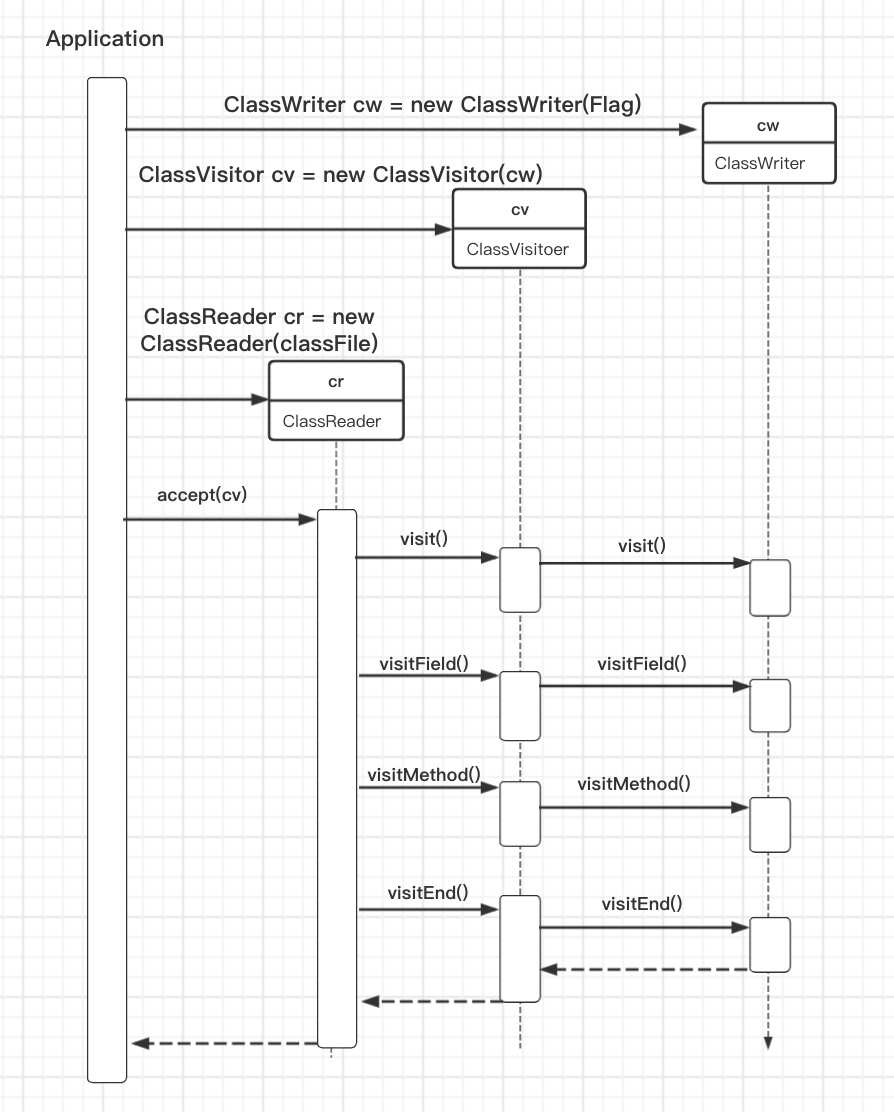 Application
ClassWriter cw = new ClassWriter(Flag)
cw
ClassWriter
ClassVisitor cv = new ClassVisitor(cw)
cv
ClassVisitoer
ClassReader cr = new
ClassReader(classFile)
cr
ClassReader
accept(cv)
visit()
visit()
visitField()
visitField()
visitMethod()
visitMethod()
visitEnd()
visitEnd()